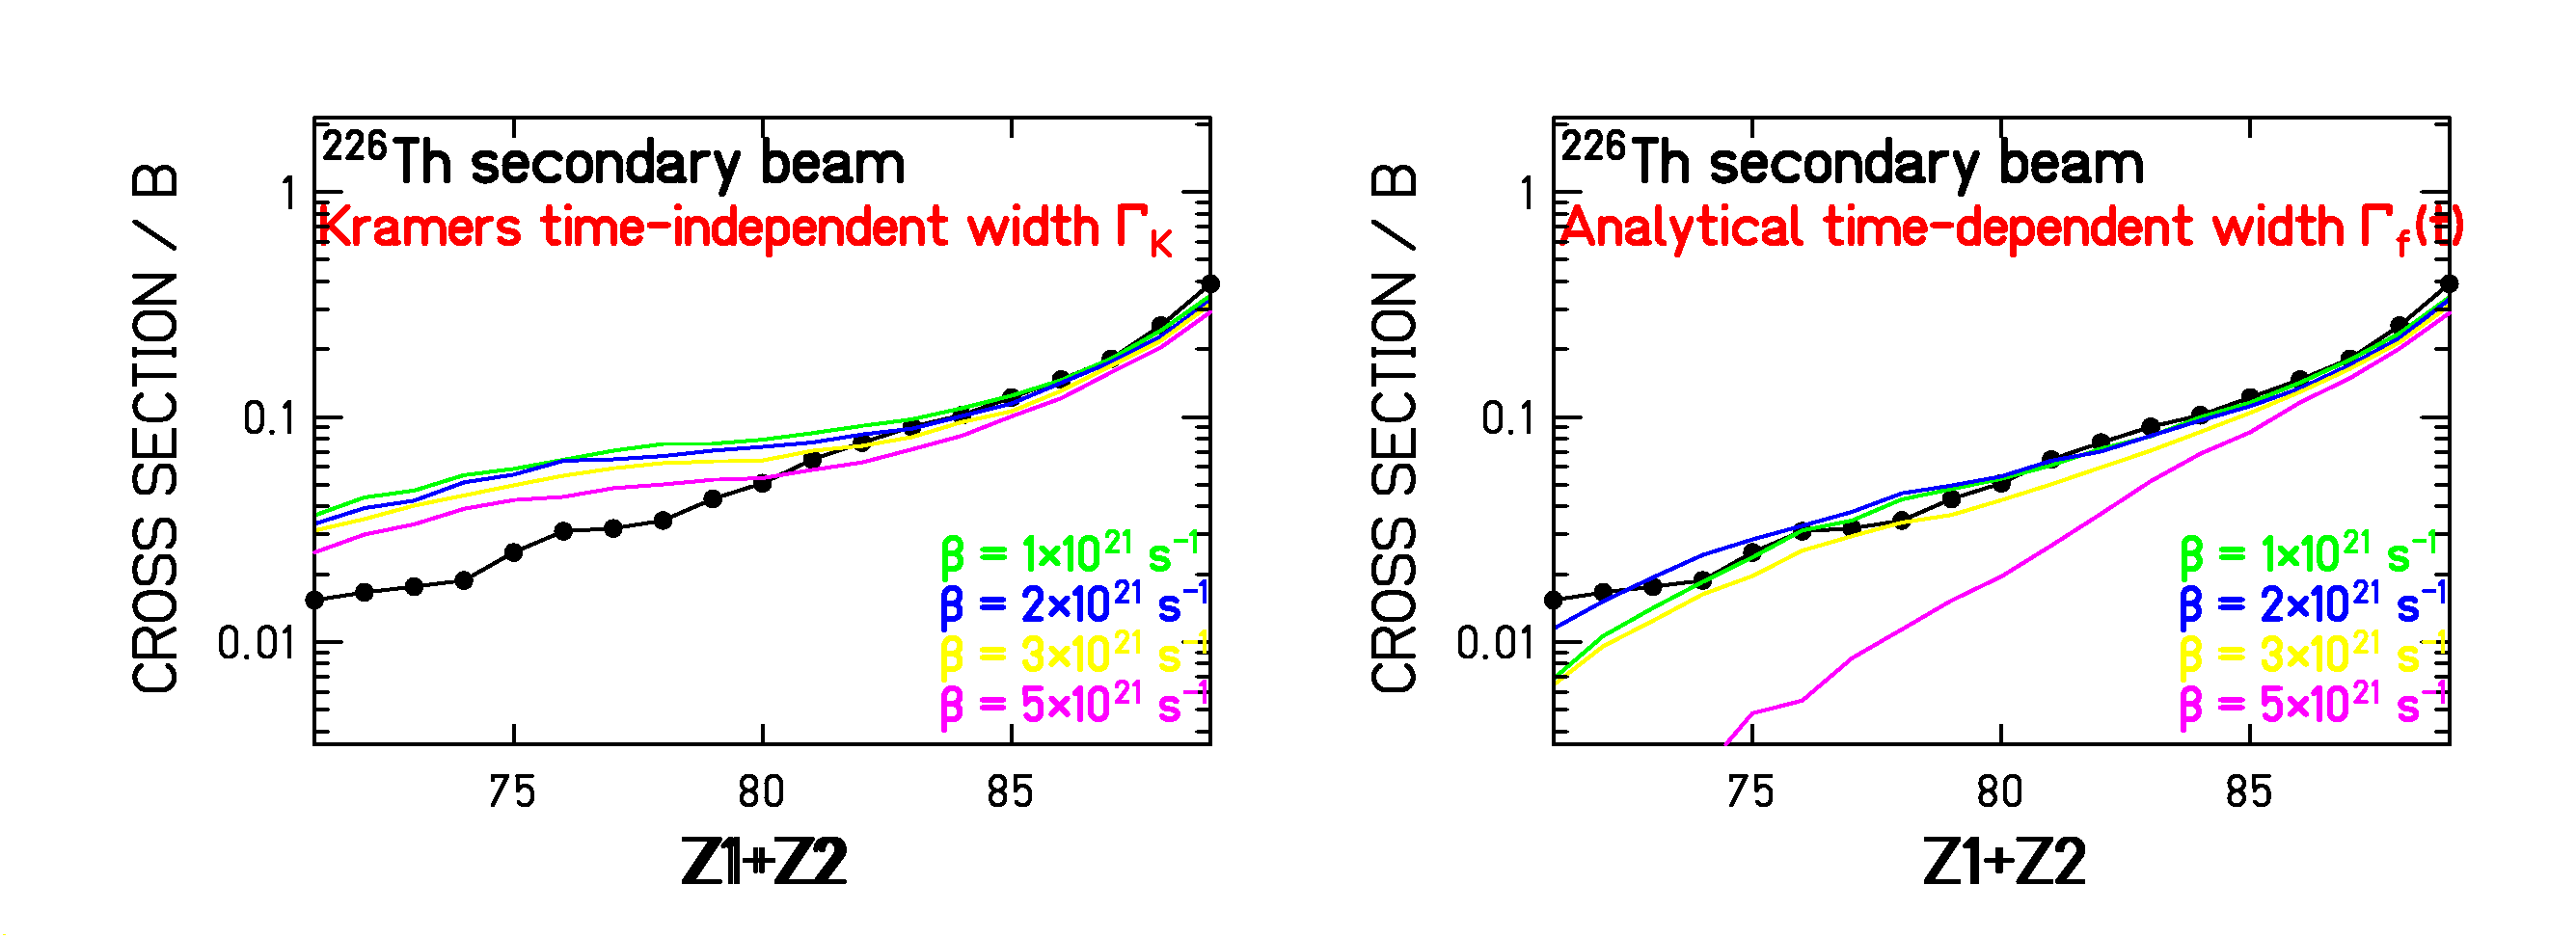 ²²⁶Th secondary beam
Kramers time-independent width Γ_K
CROSS SECTION / B
1
0.1
0.01
β = 1×10²¹ s⁻¹
β = 2×10²¹ s⁻¹
β = 3×10²¹ s⁻¹
β = 5×10²¹ s⁻¹
75 80 85
Z1+Z2
²²⁶Th secondary beam
Analytical time-dependent width Γ_f(t)
CROSS SECTION / B
1
0.1
0.01
β = 1×10²¹ s⁻¹
β = 2×10²¹ s⁻¹
β = 3×10²¹ s⁻¹
β = 5×10²¹ s⁻¹
75 80 85
Z1+Z2